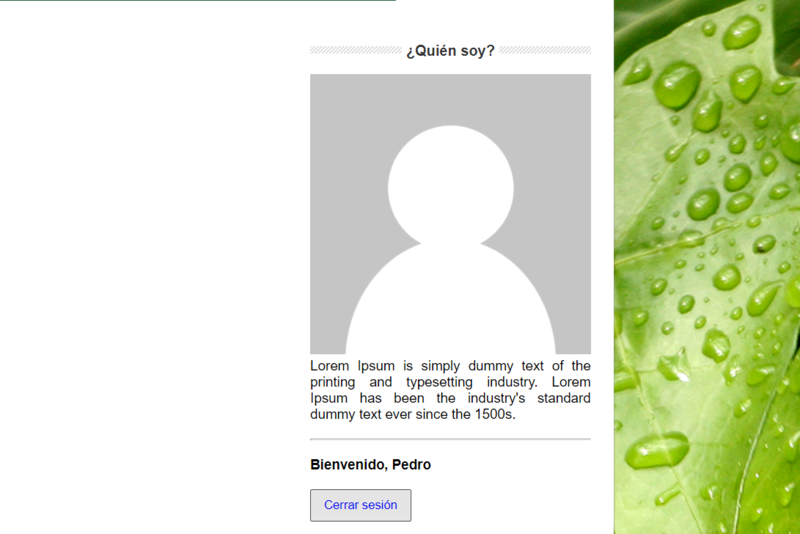 ¿Quién soy?
Lorem Ipsum is simply dummy text of the
printing and typesetting industry. Lorem
Ipsum has been the industry's standard
dummy text ever since the 1500s.
Bienvenido, Pedro
Cerrar sesión